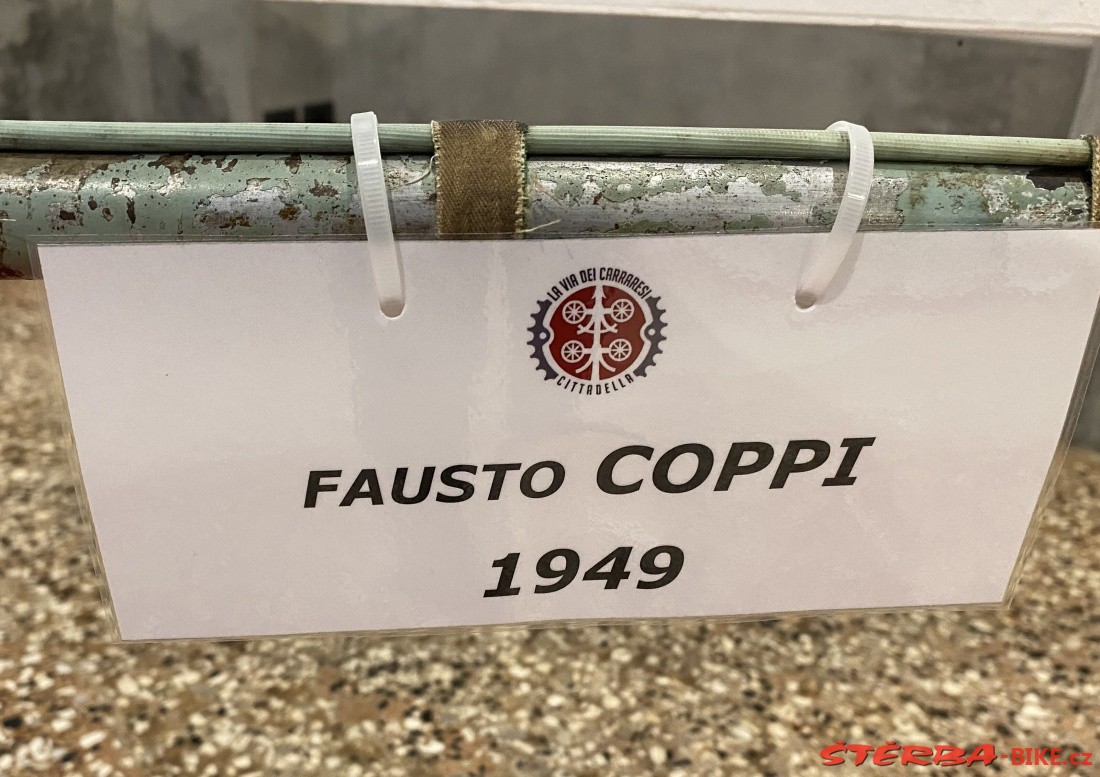 LA VIA DEI CARRARESI
CITTADELLA
FAUSTO COPPI
1949
ŠTĚRBA-BIKE.cz